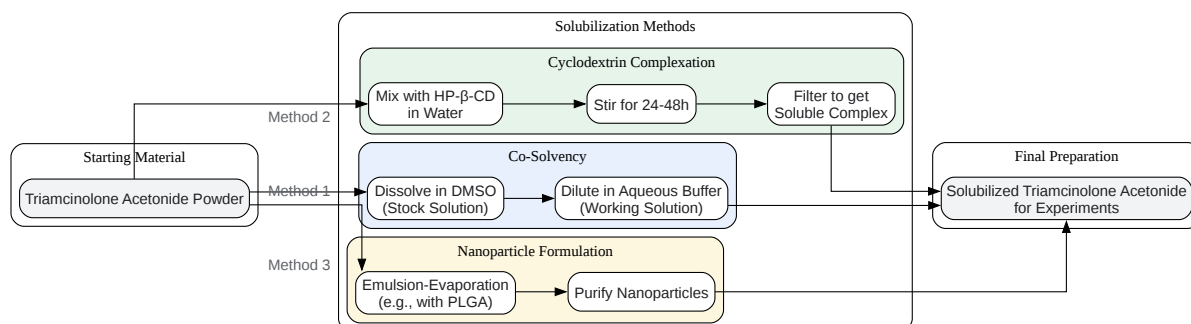 Solubilization Methods
Cyclodextrin Complexation
Mix with HP-β-CD
in Water
Stir for 24-48h
Filter to get
Soluble Complex
Method 2
Starting Material
Triamcinolone Acetonide Powder
Method 1
Co-Solvency
Dissolve in DMSO
(Stock Solution)
Dilute in Aqueous Buffer
(Working Solution)
Final Preparation
Solubilized Triamcinolone Acetonide
for Experiments
Method 3
Nanoparticle Formulation
Emulsion-Evaporation
(e.g., with PLGA)
Purify Nanoparticles